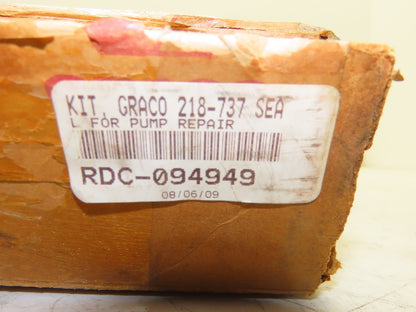 KIT, GRACO 218-737 SEA
L FOR PUMP REPAIR
RDC-094949
08/06/09